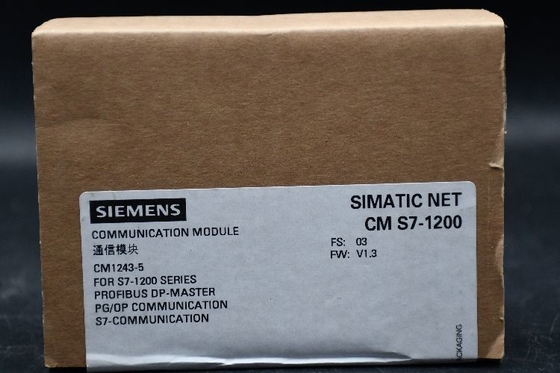 SIEMENS
SIMATIC NET
CM S7-1200
COMMUNICATION MODULE
通信模块
FS: 03
FW: V1.3
CM1243-5
FOR S7-1200 SERIES
PROFIBUS DP-MASTER
PG/OP COMMUNICATION
S7-COMMUNICATION
PACKAGING